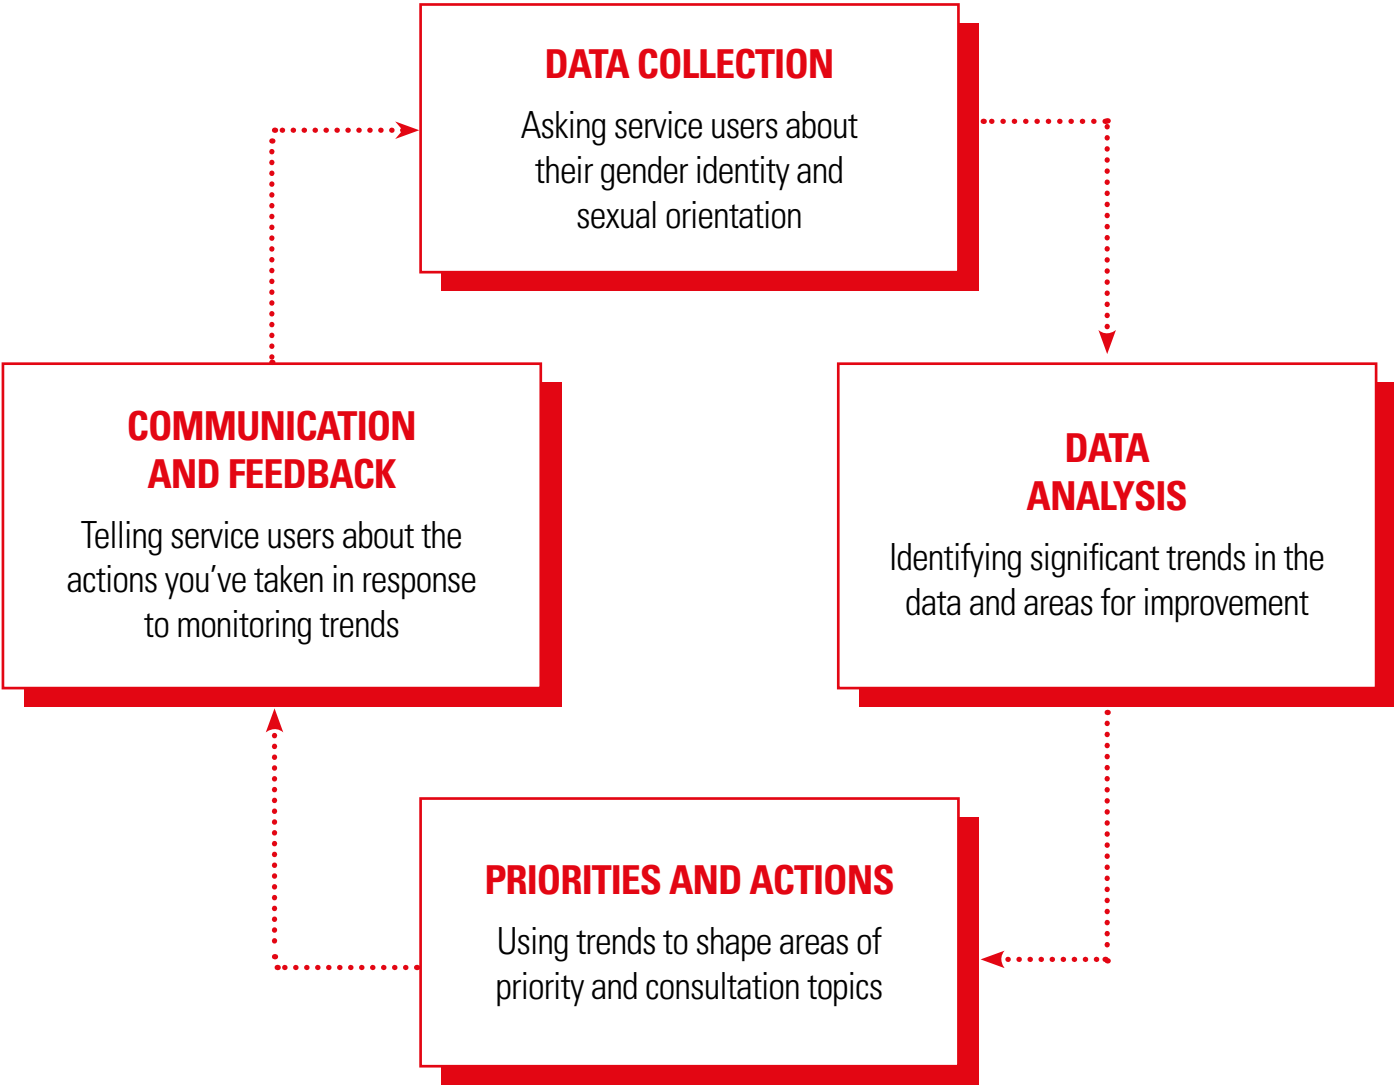 DATA COLLECTION
Asking service users about
their gender identity and
sexual orientation
COMMUNICATION
AND FEEDBACK
Telling service users about the
actions you’ve taken in response
to monitoring trends
DATA
ANALYSIS
Identifying significant trends in the
data and areas for improvement
PRIORITIES AND ACTIONS
Using trends to shape areas of
priority and consultation topics